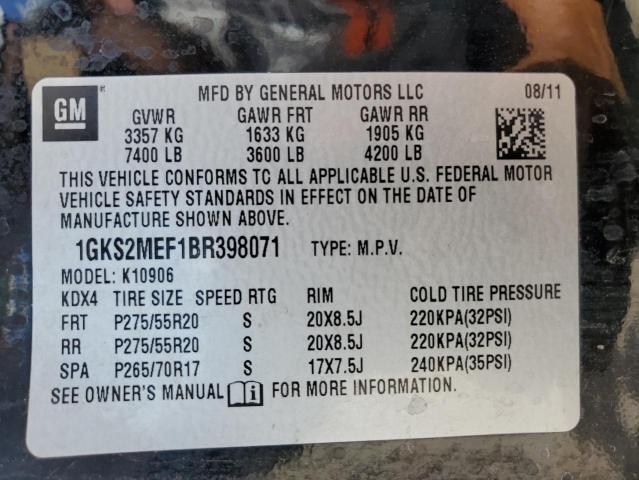 GM ® MFD BY GENERAL MOTORS LLC 08/11
GVWR GAWR FRT GAWR RR
3357 KG 1633 KG 1905 KG
7400 LB 3600 LB 4200 LB
THIS VEHICLE CONFORMS TO ALL APPLICABLE U.S. FEDERAL MOTOR
VEHICLE SAFETY STANDARDS IN EFFECT ON THE DATE OF
MANUFACTURE SHOWN ABOVE.
1GKS2MEF1BR398071 TYPE: M.P.V.
MODEL: K10906
KDX4 TIRE SIZE SPEED RTG RIM COLD TIRE PRESSURE
FRT P275/55R20 S 20X8.5J 220KPA(32PSI)
RR P275/55R20 S 20X8.5J 220KPA(32PSI)
SPA P265/70R17 S 17X7.5J 240KPA(35PSI)
SEE OWNER'S MANUAL i FOR MORE INFORMATION.